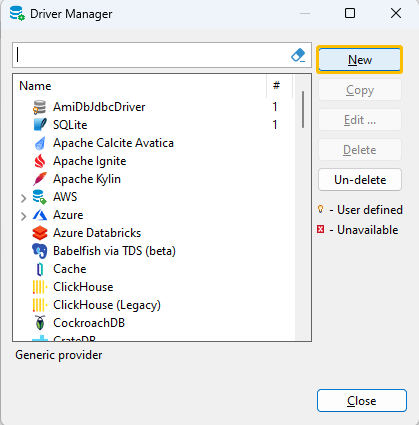 Driver Manager
New
Name #
Copy
AmiDbJdbcDriver 1
SQLite 1
Edit ...
Apache Calcite Avatica
Apache Ignite
Delete
Apache Kylin
Un-delete
AWS
Azure
- User defined
Azure Databricks
- Unavailable
Babelfish via TDS (beta)
Cache
ClickHouse
ClickHouse (Legacy)
CockroachDB
CrateDB
Generic provider
Close